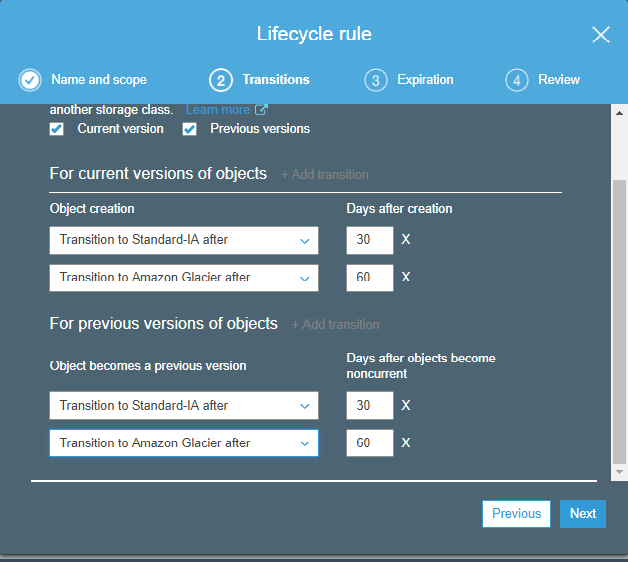 Lifecycle rule
Name and scope
2 Transitions
3 Expiration
4 Review
another storage class. Learn more
Current version
Previous versions
For current versions of objects + Add transition
Object creation Days after creation
Transition to Standard-IA after 30 X
Transition to Amazon Glacier after 60 X
For previous versions of objects + Add transition
Object becomes a previous version
Days after objects become
noncurrent
Transition to Standard-IA after 30 X
Transition to Amazon Glacier after 60 X
Previous Next